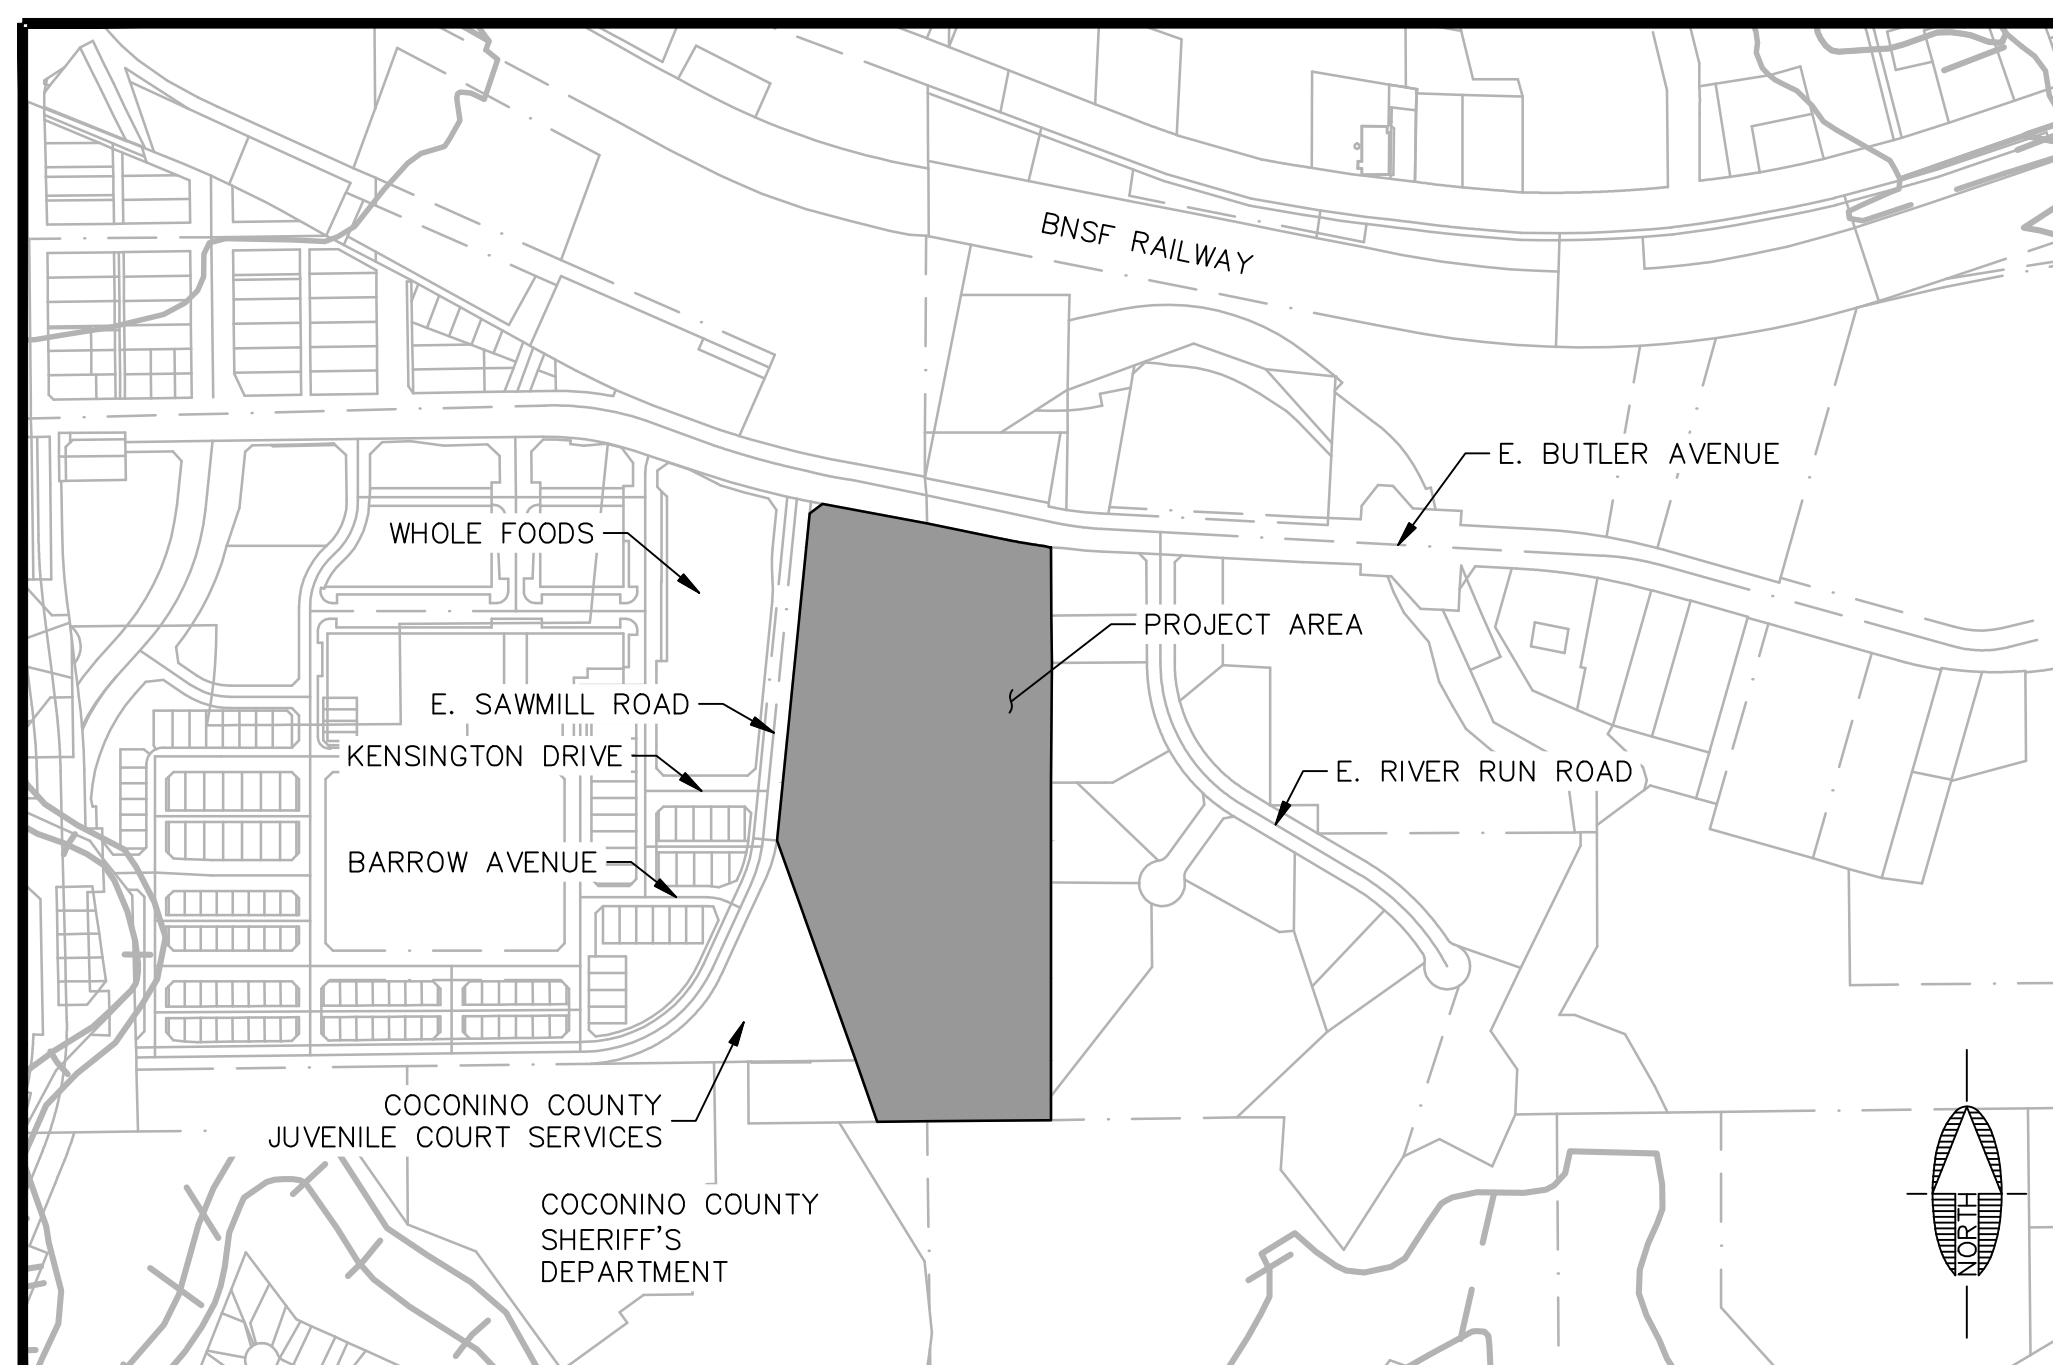 BNSF RAILWAY
E. BUTLER AVENUE
WHOLE FOODS
PROJECT AREA
E. SAWMILL ROAD
KENSINGTON DRIVE
E. RIVER RUN ROAD
BARROW AVENUE
COCONINO COUNTY
JUVENILE COURT SERVICES
COCONINO COUNTY
SHERIFF'S
DEPARTMENT
NORTH